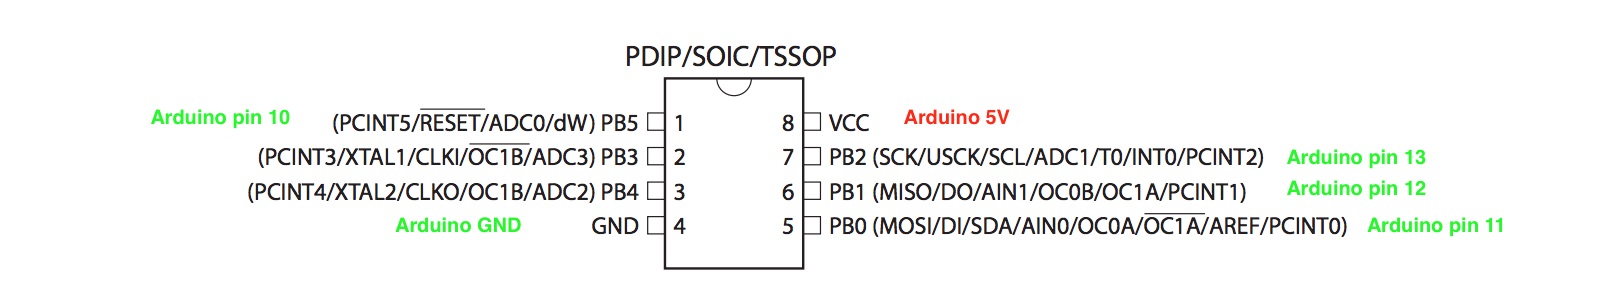 PDIP/SOIC/TSSOP
Arduino pin 10 (PCINT5/RESET/ADC0/dW) PB5 1 8 VCC Arduino 5V
(PCINT3/XTAL1/CLKI/OC1B/ADC3) PB3 2 7 PB2 (SCK/USCK/SCL/ADC1/T0/INT0/PCINT2) Arduino pin 13
(PCINT4/XTAL2/CLKO/OC1B/ADC2) PB4 3 6 PB1 (MISO/DO/AIN1/OC0B/OC1A/PCINT1) Arduino pin 12
Arduino GND GND 4 5 PB0 (MOSI/DI/SDA/AIN0/OC0A/OC1A/AREF/PCINT0) Arduino pin 11